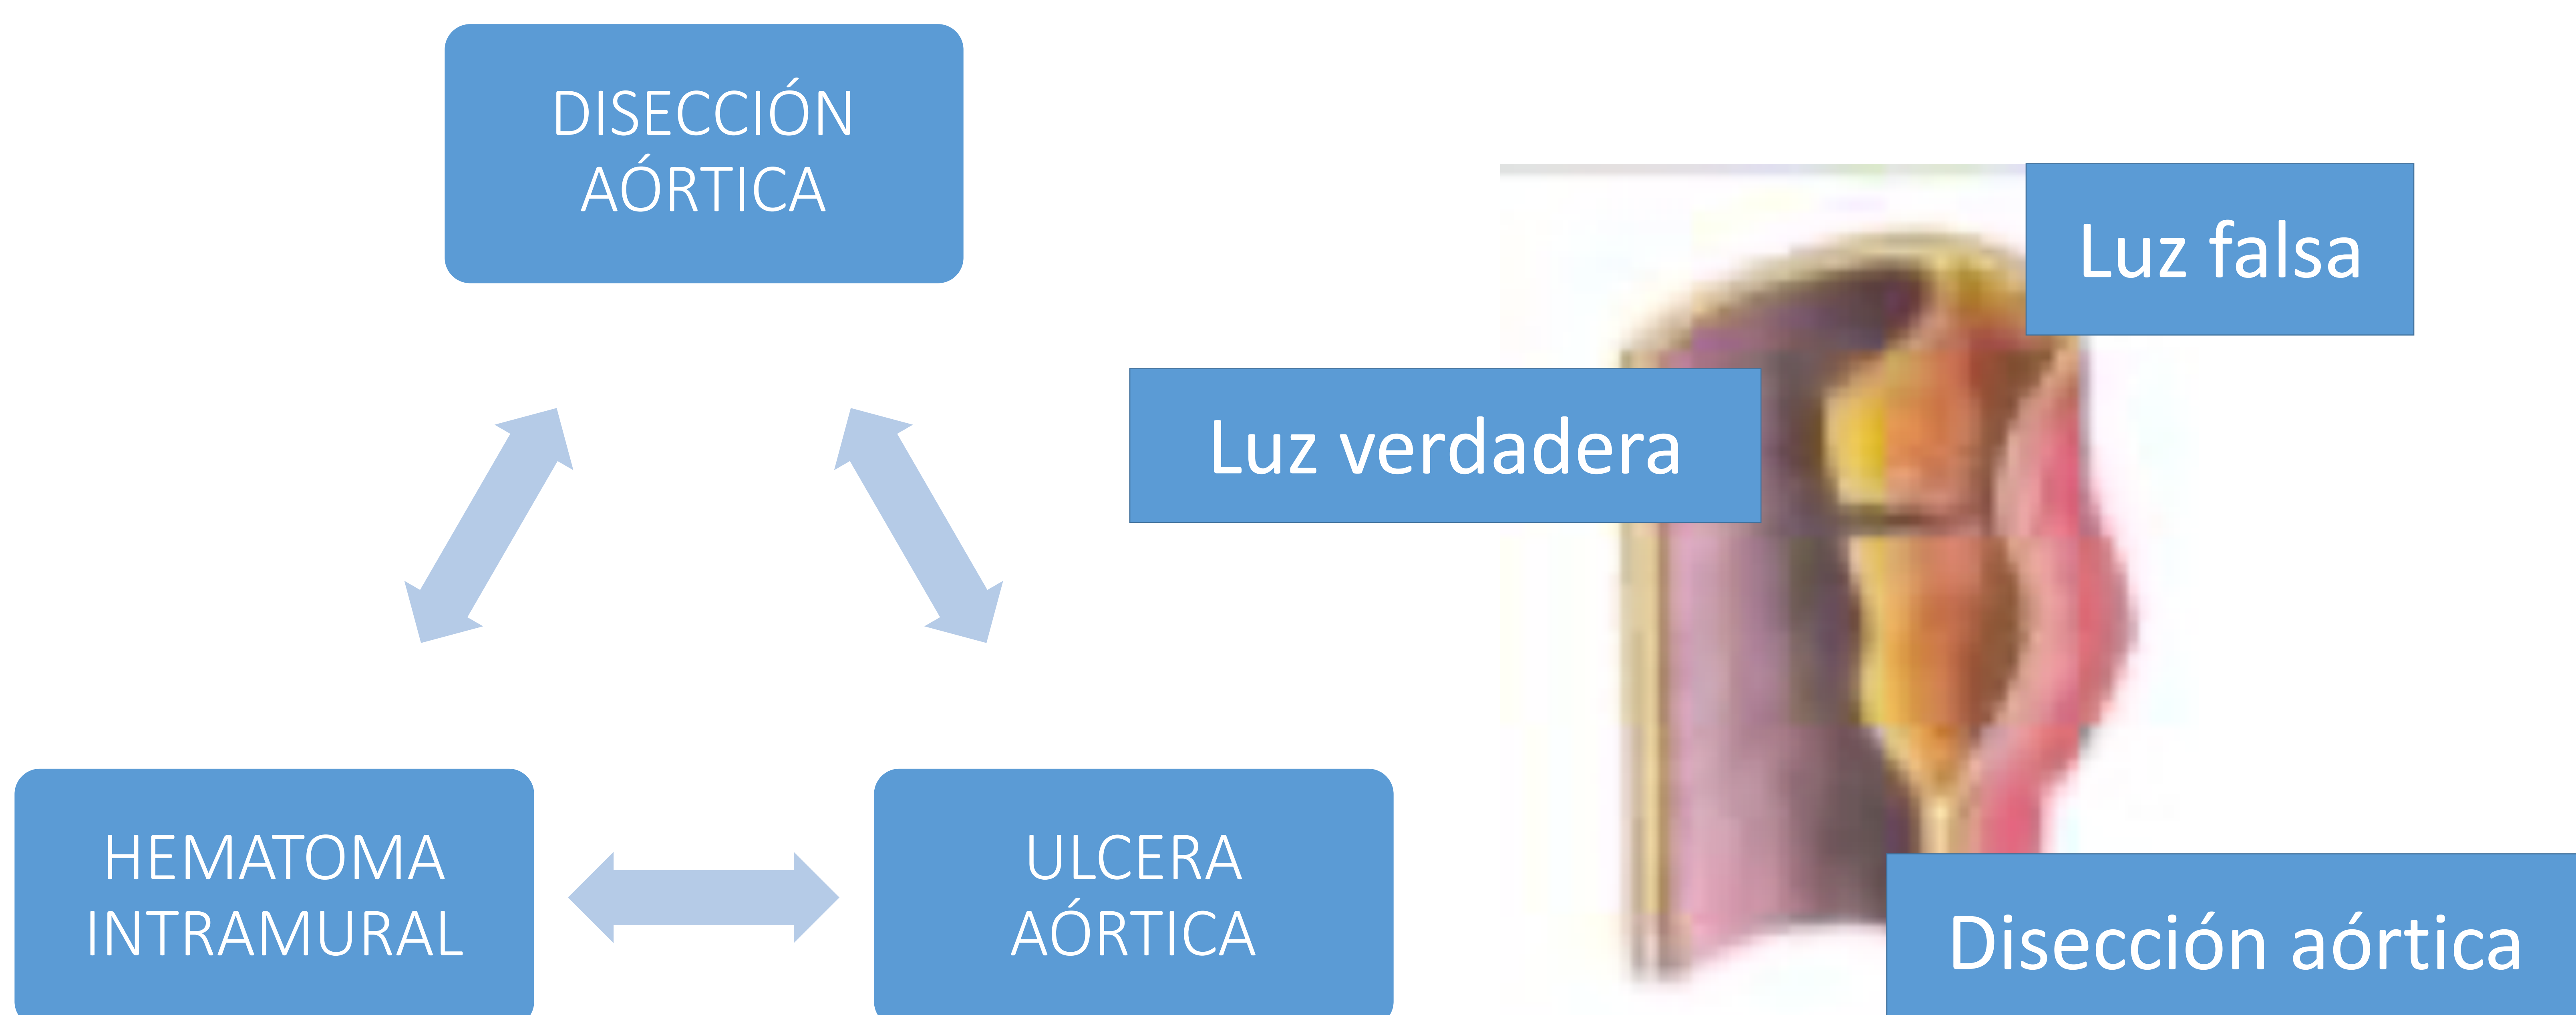 DISECCIÓN
AÓRTICA
HEMATOMA
INTRAMURAL
ULCERA
AÓRTICA
Luz falsa
Luz verdadera
Disección aórtica